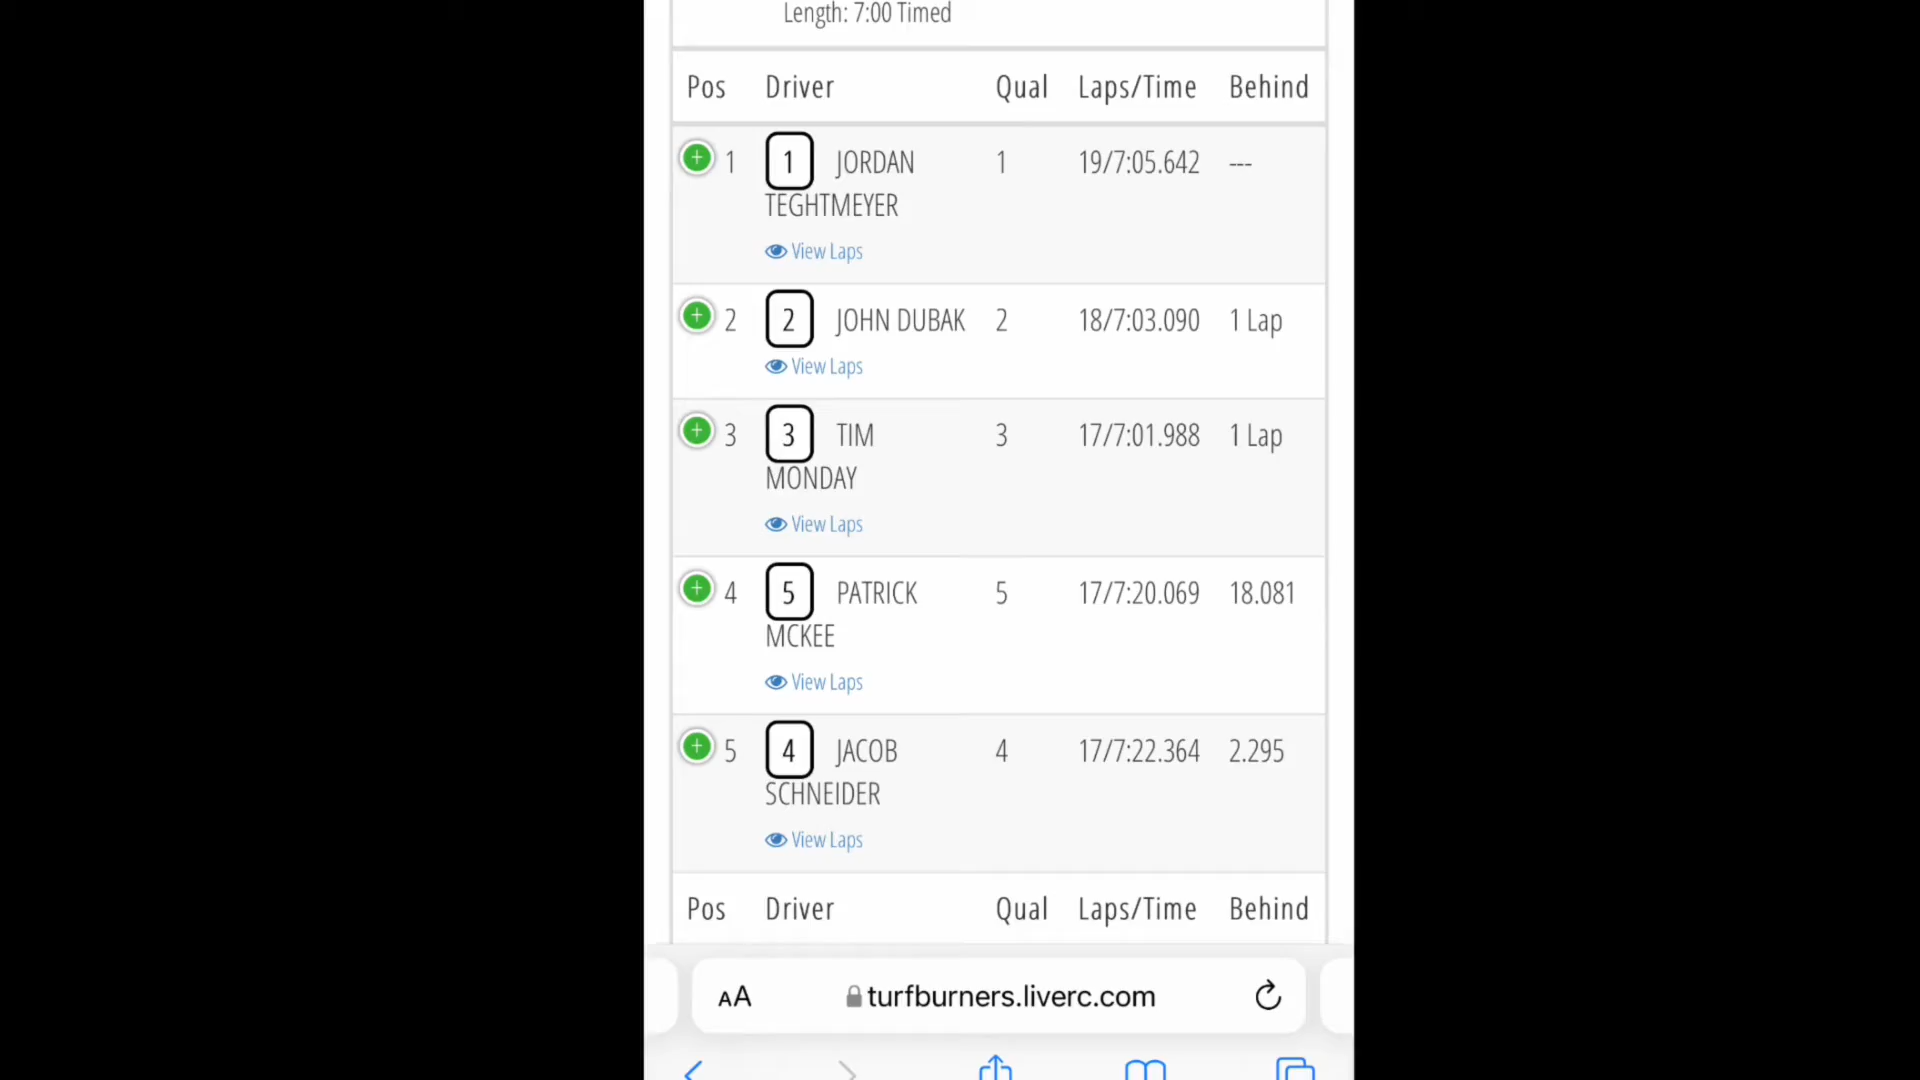 Length: 7:00 Timed
Pos Driver Qual Laps/Time Behind
1 1 JORDAN 1 19/7:05.642 ---
TEGHTMEYER
View Laps
2 2 JOHN DUBAK 2 18/7:03.090 1 Lap
View Laps
3 3 TIM 3 17/7:01.988 1 Lap
MONDAY
View Laps
4 5 PATRICK 5 17/7:20.069 18.081
MCKEE
View Laps
5 4 JACOB 4 17/7:22.364 2.295
SCHNEIDER
View Laps
Pos Driver Qual Laps/Time Behind
AA turfburners.liverc.com